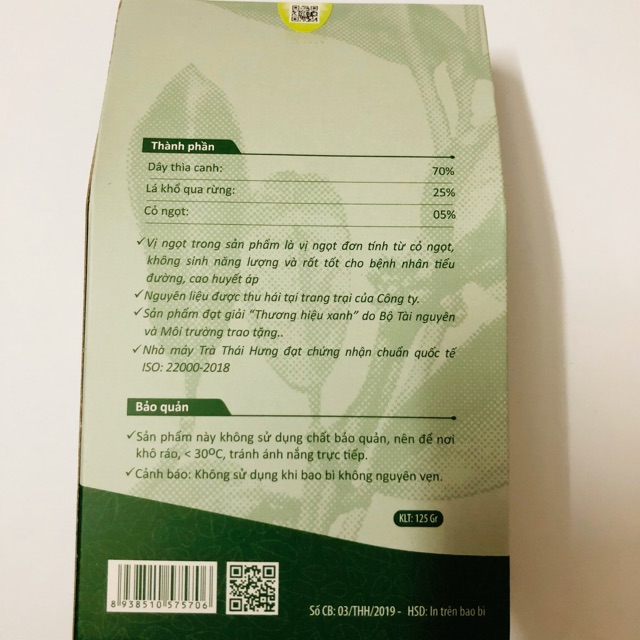 Thành phần
Dây thìa canh: 70%
Lá khổ qua rừng: 25%
Cỏ ngọt: 05%
✓Vị ngọt trong sản phẩm là vị ngọt đơn tính từ cỏ ngọt,
không sinh năng lượng và rất tốt cho bệnh nhân tiểu
đường, cao huyết áp
✓Nguyên liệu được thu hái tại trang trại của Công ty.
✓Sản phẩm đạt giải "Thương hiệu xanh" do Bộ Tài nguyên
và Môi trường trao tặng..
✓Nhà máy Trà Thái Hưng đạt chứng nhận chuẩn quốc tế
ISO: 22000-2018
Bảo quản
✓Sản phẩm này không sử dụng chất bảo quản, nên để nơi
khô ráo, < 30ºC, tránh ánh nắng trực tiếp.
✓Cảnh báo: Không sử dụng khi bao bì không nguyên vẹn.
KLT: 125 Gr
8 938510 575706
Số CB: 03/THH/2019 - HSD: In trên bao bì